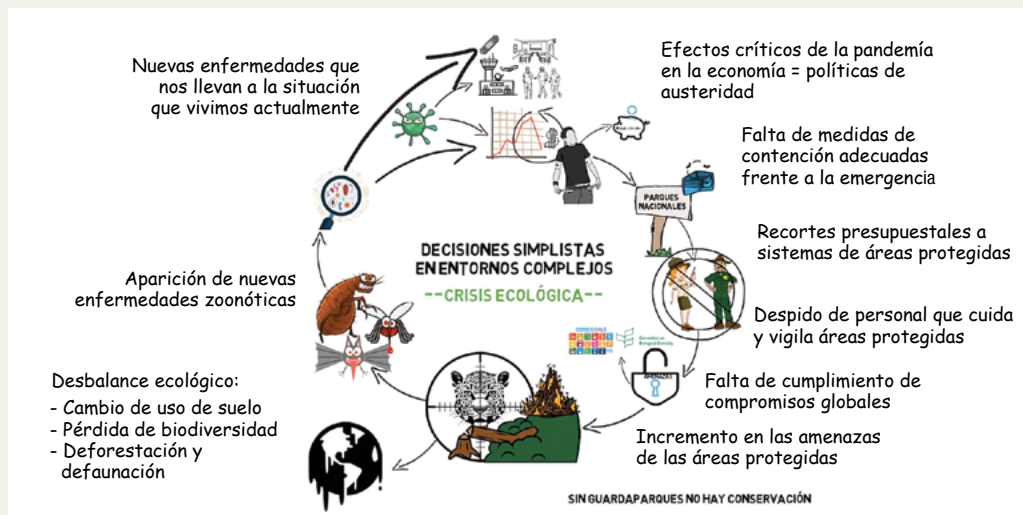 Nuevas enfermedades que
nos llevan a la situación
que vivimos actualmente
Efectos críticos de la pandemía
en la economía = políticas de
austeridad
Falta de medidas de
contención adecuadas
frente a la emergencia
PARQUES
NACIONALES
Recortes presupuestales a
sistemas de áreas protegidas
DECISIONES SIMPLISTAS
EN ENTORNOS COMPLEJOS
--CRISIS ECOLÓGICA--
Aparición de nuevas
enfermedades zoonóticas
Despido de personal que cuida
y vigila áreas protegidas
AMENAZAS
Falta de cumplimiento de
compromisos globales
Desbalance ecológico:
- Cambio de uso de suelo
- Pérdida de biodiversidad
- Deforestación y
defaunación
Incremento en las amenazas
de las áreas protegidas
SIN GUARDAPARQUES NO HAY CONSERVACIÓN